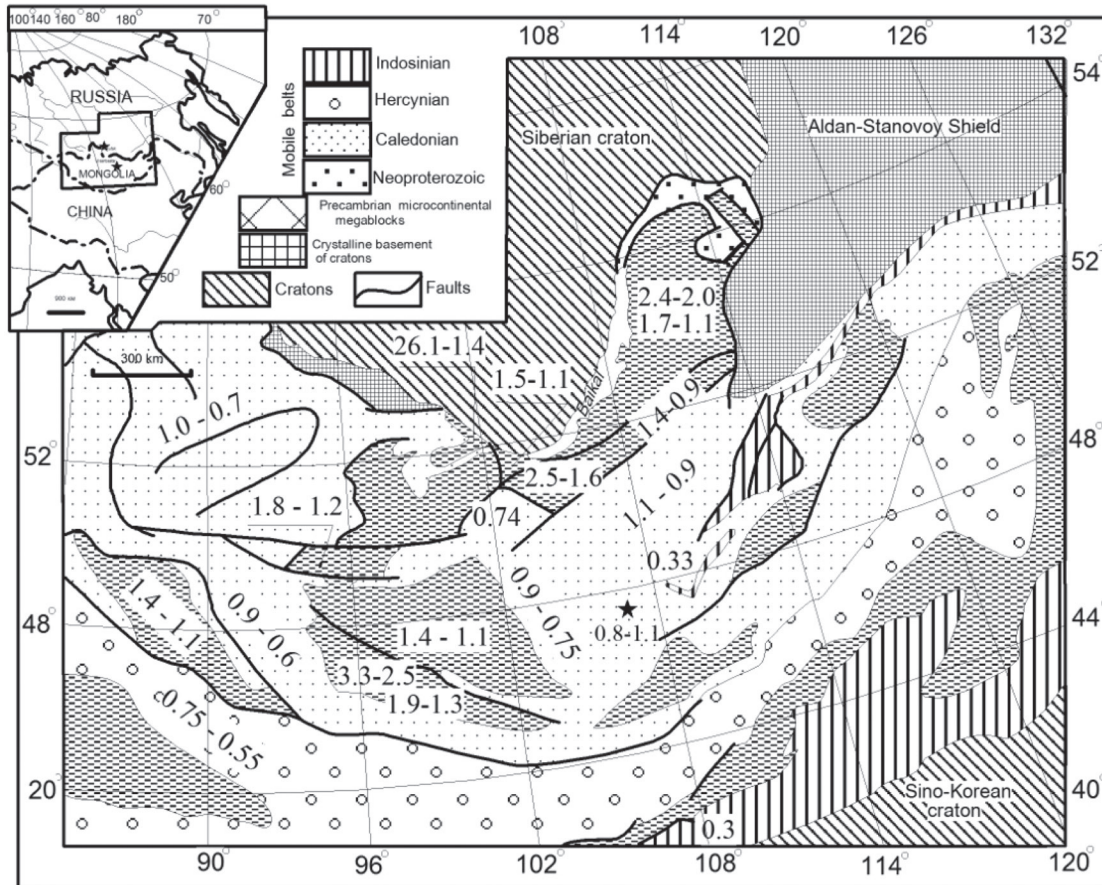 100°140°160°80°180°70°
RUSSIA
MONGOLIA
CHINA
60°
50°
Mobile belts
Indosinian
Hercynian
Caledonian
Neoproterozoic
Precambrian microcontinental
megablocks
Crystalline basement
of cratons
Cratons
Faults
108°
114°
120°
126°
132°
54°
Siberian craton
Aldan-Stanovoy Shield
52°
2.4-2.0
1.7-1.1
300 km
26.1-1.4
1.5-1.1
Baikal
1.4-0.9
1.0 - 0.7
48°
52°
2.5-1.6
1.8 - 1.2
0.74
1.1 - 0.9
0.33
1.4 - 1.1
0.9 - 0.6
0.9 - 0.75
48°
1.4 - 1.1
0.8-1.1
44°
3.3-2.5
1.9-1.3
0.75 - 0.55
20°
Sino-Korean
craton
40°
0.3
90°
96°
102°
108°
114°
120°